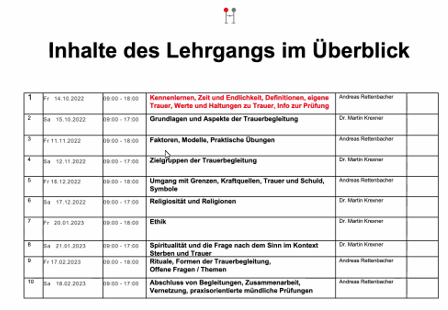 Inhalte des Lehrgangs im Überblick
1 Fr 14.10.2022 09:00 - 18:00 Kennenlernen, Zeit und Endlichkeit, Definitionen, eigene Andreas Rettenbacher
Trauer, Werte und Haltungen zu Trauer, Info zur Prüfung
2 Sa 15.10.2022 09:00 - 17:00 Grundlagen und Aspekte der Trauerbegleitung Dr. Martin Krexner
3 Fr 11.11.2022 09:00 - 18:00 Faktoren, Modelle, Praktische Übungen Andreas Rettenbacher
4 Sa 12.11.2022 09:00 - 17:00 Zielgruppen der Trauerbegleitung Dr. Martin Krexner
5 Fr 16.12.2022 09:00 - 18:00 Umgang mit Grenzen, Kraftquellen, Trauer und Schuld, Andreas Rettenbacher
Symbole
6 Sa 17.12.2022 09:00 - 17:00 Religiosität und Religionen Dr. Martin Krexner
7 Fr 20.01.2023 09:00 - 18:00 Ethik Dr. Martin Krexner
8 Sa 21.01.2023 09:00 - 17:00 Spiritualität und die Frage nach dem Sinn im Kontext Dr. Martin Krexner
Sterben und Trauer
9 Fr 17.02.2023 09:00 - 18:00 Rituale, Formen der Trauerbegleitung, Andreas Rettenbacher
Offene Fragen / Themen
10 Sa 18.02.2023 09:00 - 17:00 Abschluss von Begleitungen, Zusammenarbeit, Andreas Rettenbacher
Vernetzung, praxisorientierte mündliche Prüfungen